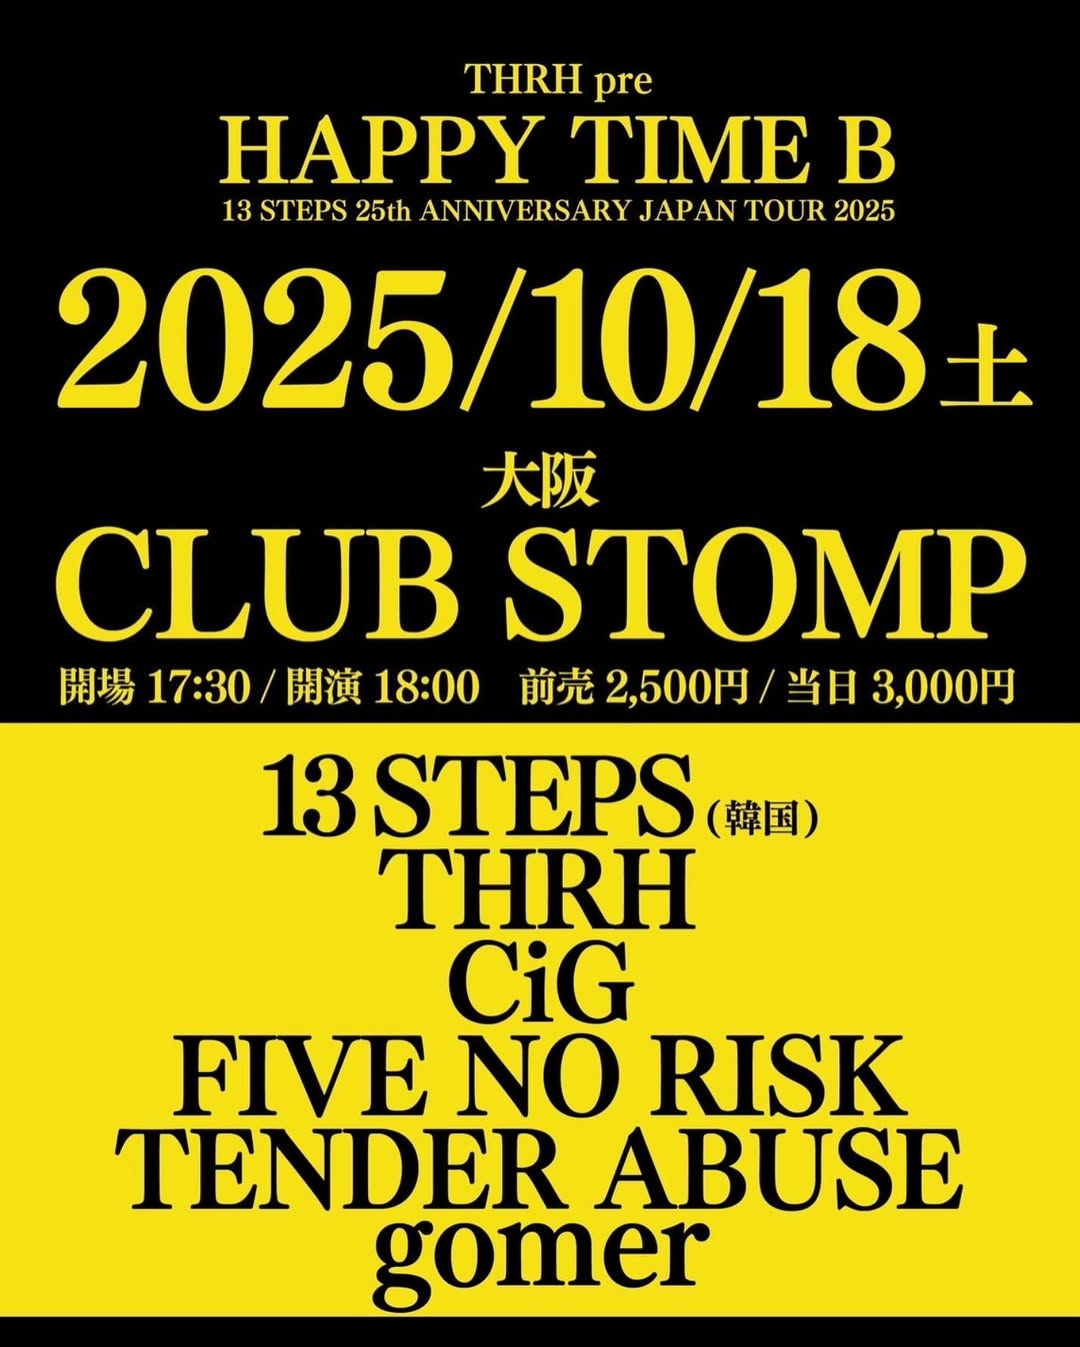 THRH pre
HAPPY TIME B
13 STEPS 25th ANNIVERSARY JAPAN TOUR 2025
2025/10/18土
大阪
CLUB STOMP
開場 17:30 / 開演 18:00　前売 2,500円 / 当日 3,000円
13 STEPS (韓国)
THRH
CiG
FIVE NO RISK
TENDER ABUSE
gomer